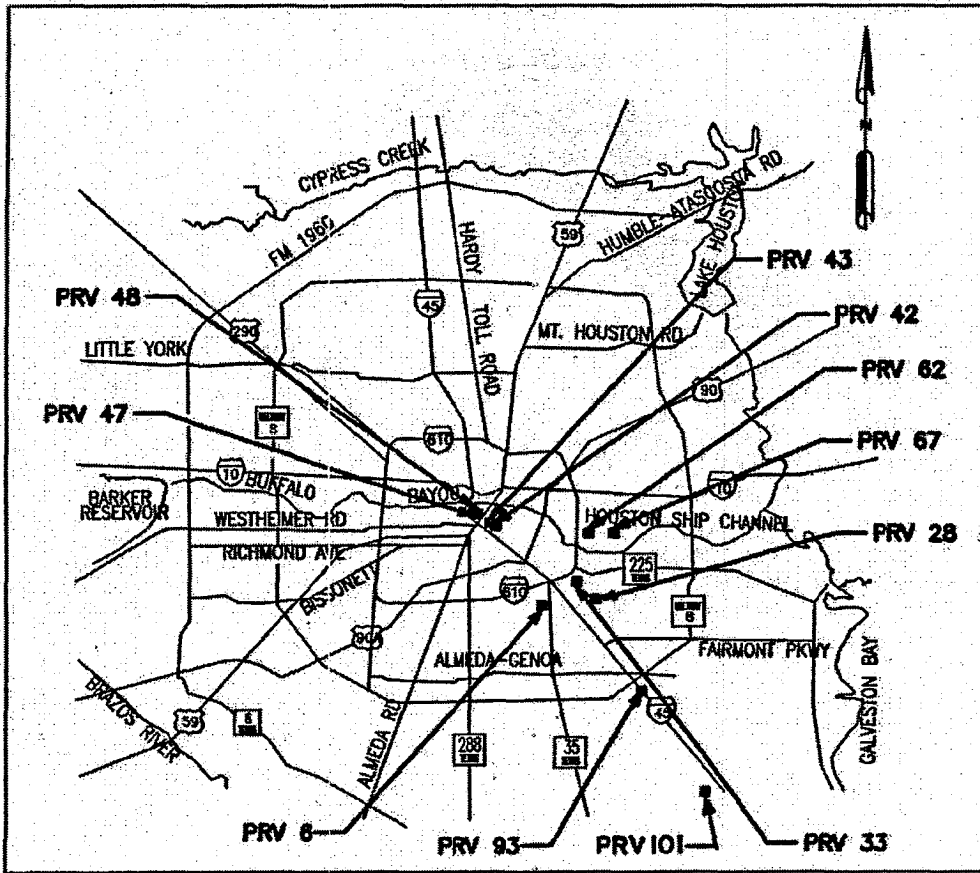 N
CYPRESS CREEK
HUMBLE-ATASCOSITA RD
LAKE HOUSTON
FM 1960
HARDY
TOLL ROAD
59
45
PRV 43
PRV 48
290
LITTLE YORK
MT. HOUSTON RD
PRV 42
90
PRV 62
PRV 47
8
610
PRV 67
10
BUFFALO
BAYOU
10
BARKER
RESERVOIR
WESTHEIMER RD
HOUSTON SHIP CHANNEL
RICHMOND AVE
PRV 28
225
BISSONETT
610
8
90A
ALMEDA-GENOA
FAIRMONT PKWY
GALVESTON BAY
BRAZOS RIVER
59
6
ALMEDA RD
288
35
45
PRV 6
PRV 93
PRV 101
PRV 33